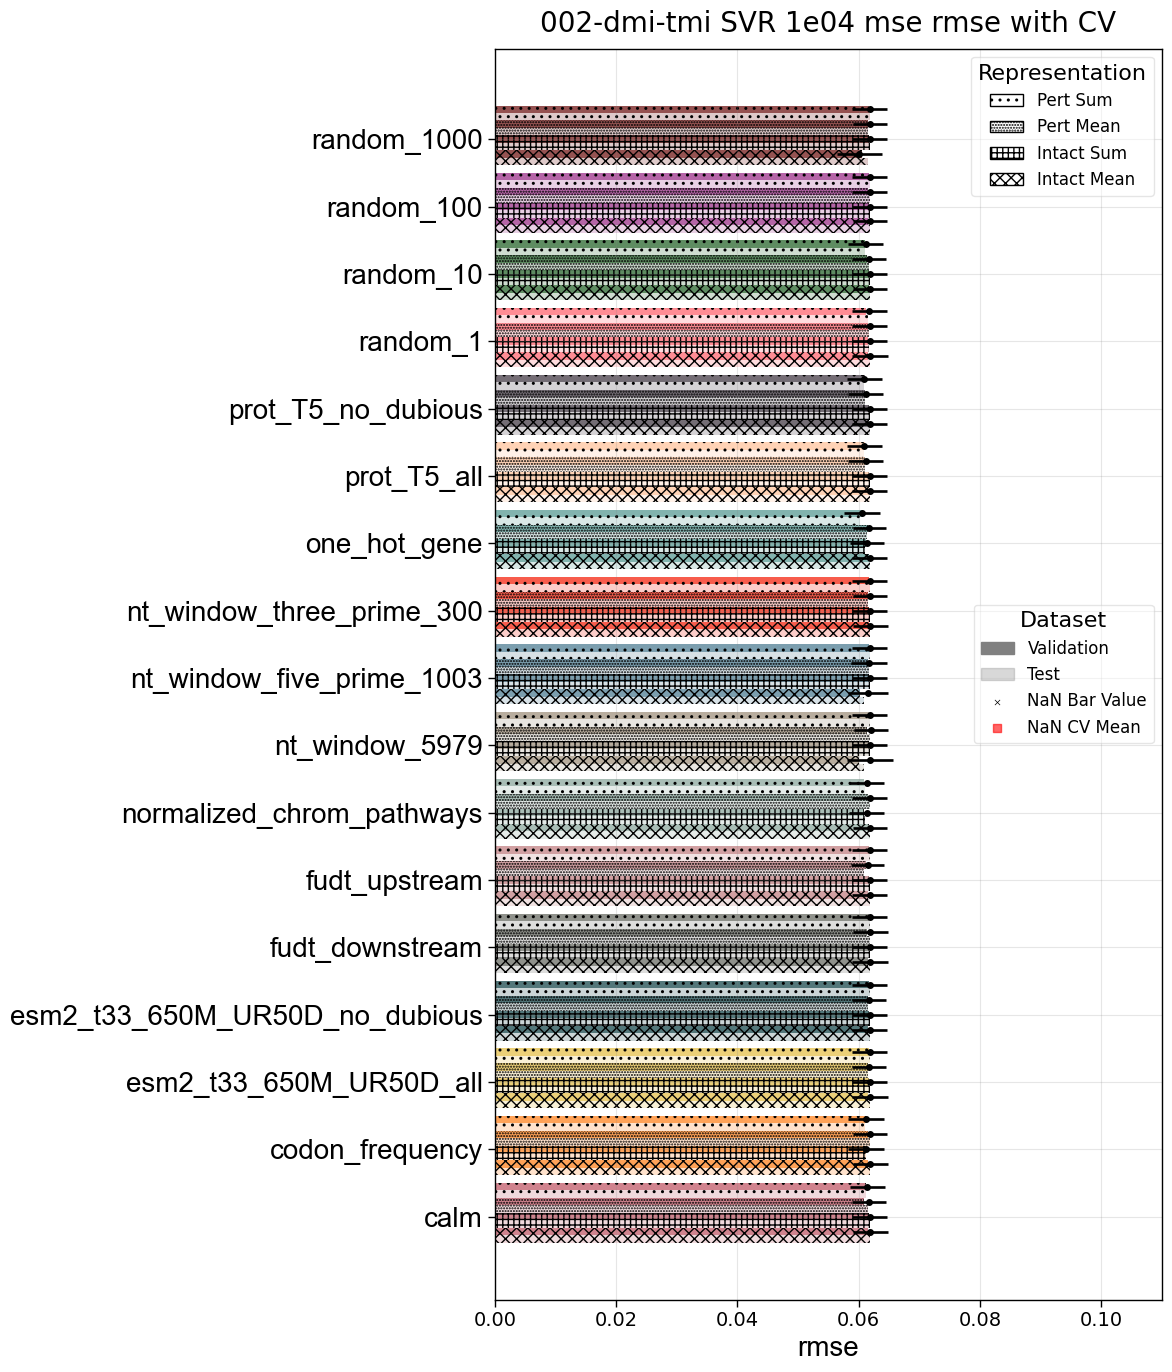 002-dmi-tmi SVR 1e04 mse rmse with CV
Representation
Pert Sum
Pert Mean
Intact Sum
Intact Mean
random_1000
random_100
random_10
random_1
prot_T5_no_dubious
prot_T5_all
one_hot_gene
nt_window_three_prime_300
nt_window_five_prime_1003
nt_window_5979
normalized_chrom_pathways
fudt_upstream
fudt_downstream
esm2_t33_650M_UR50D_no_dubious
esm2_t33_650M_UR50D_all
codon_frequency
calm
Dataset
Validation
Test
NaN Bar Value
NaN CV Mean
0.00 0.02 0.04 0.06 0.08 0.10
rmse